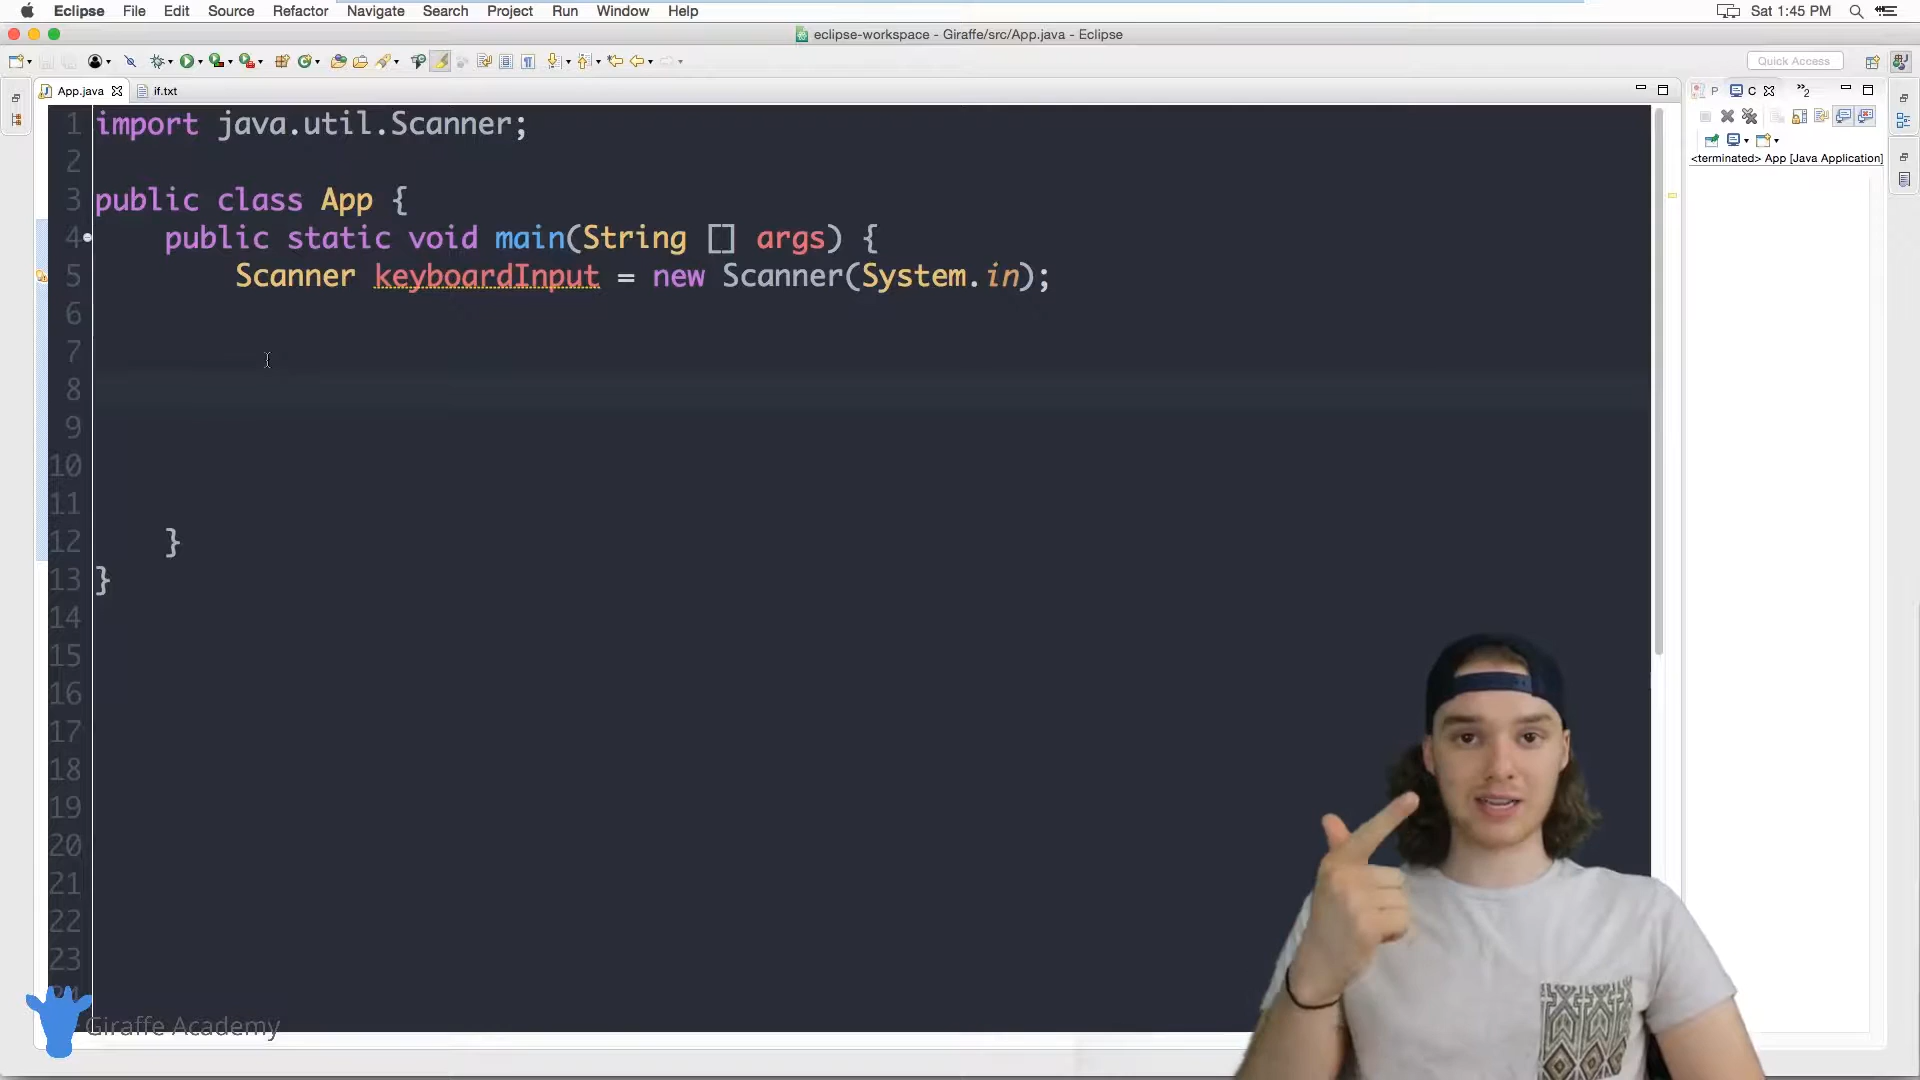 Eclipse File Edit Source Refactor Navigate Search Project Run Window Help Sat 1:45 PM
eclipse-workspace - Giraffe/src/App.java - Eclipse
Quick Access
App.java if.txt P C »2
<terminated> App [Java Application]
1 import java.util.Scanner;
2
3 public class App {
4 public static void main(String [] args) {
5 Scanner keyboardInput = new Scanner(System.in);
6
7
8
9
10
11
12 }
13 }
14
15
16
17
18
19
20
21
22
23
Giraffe Academy